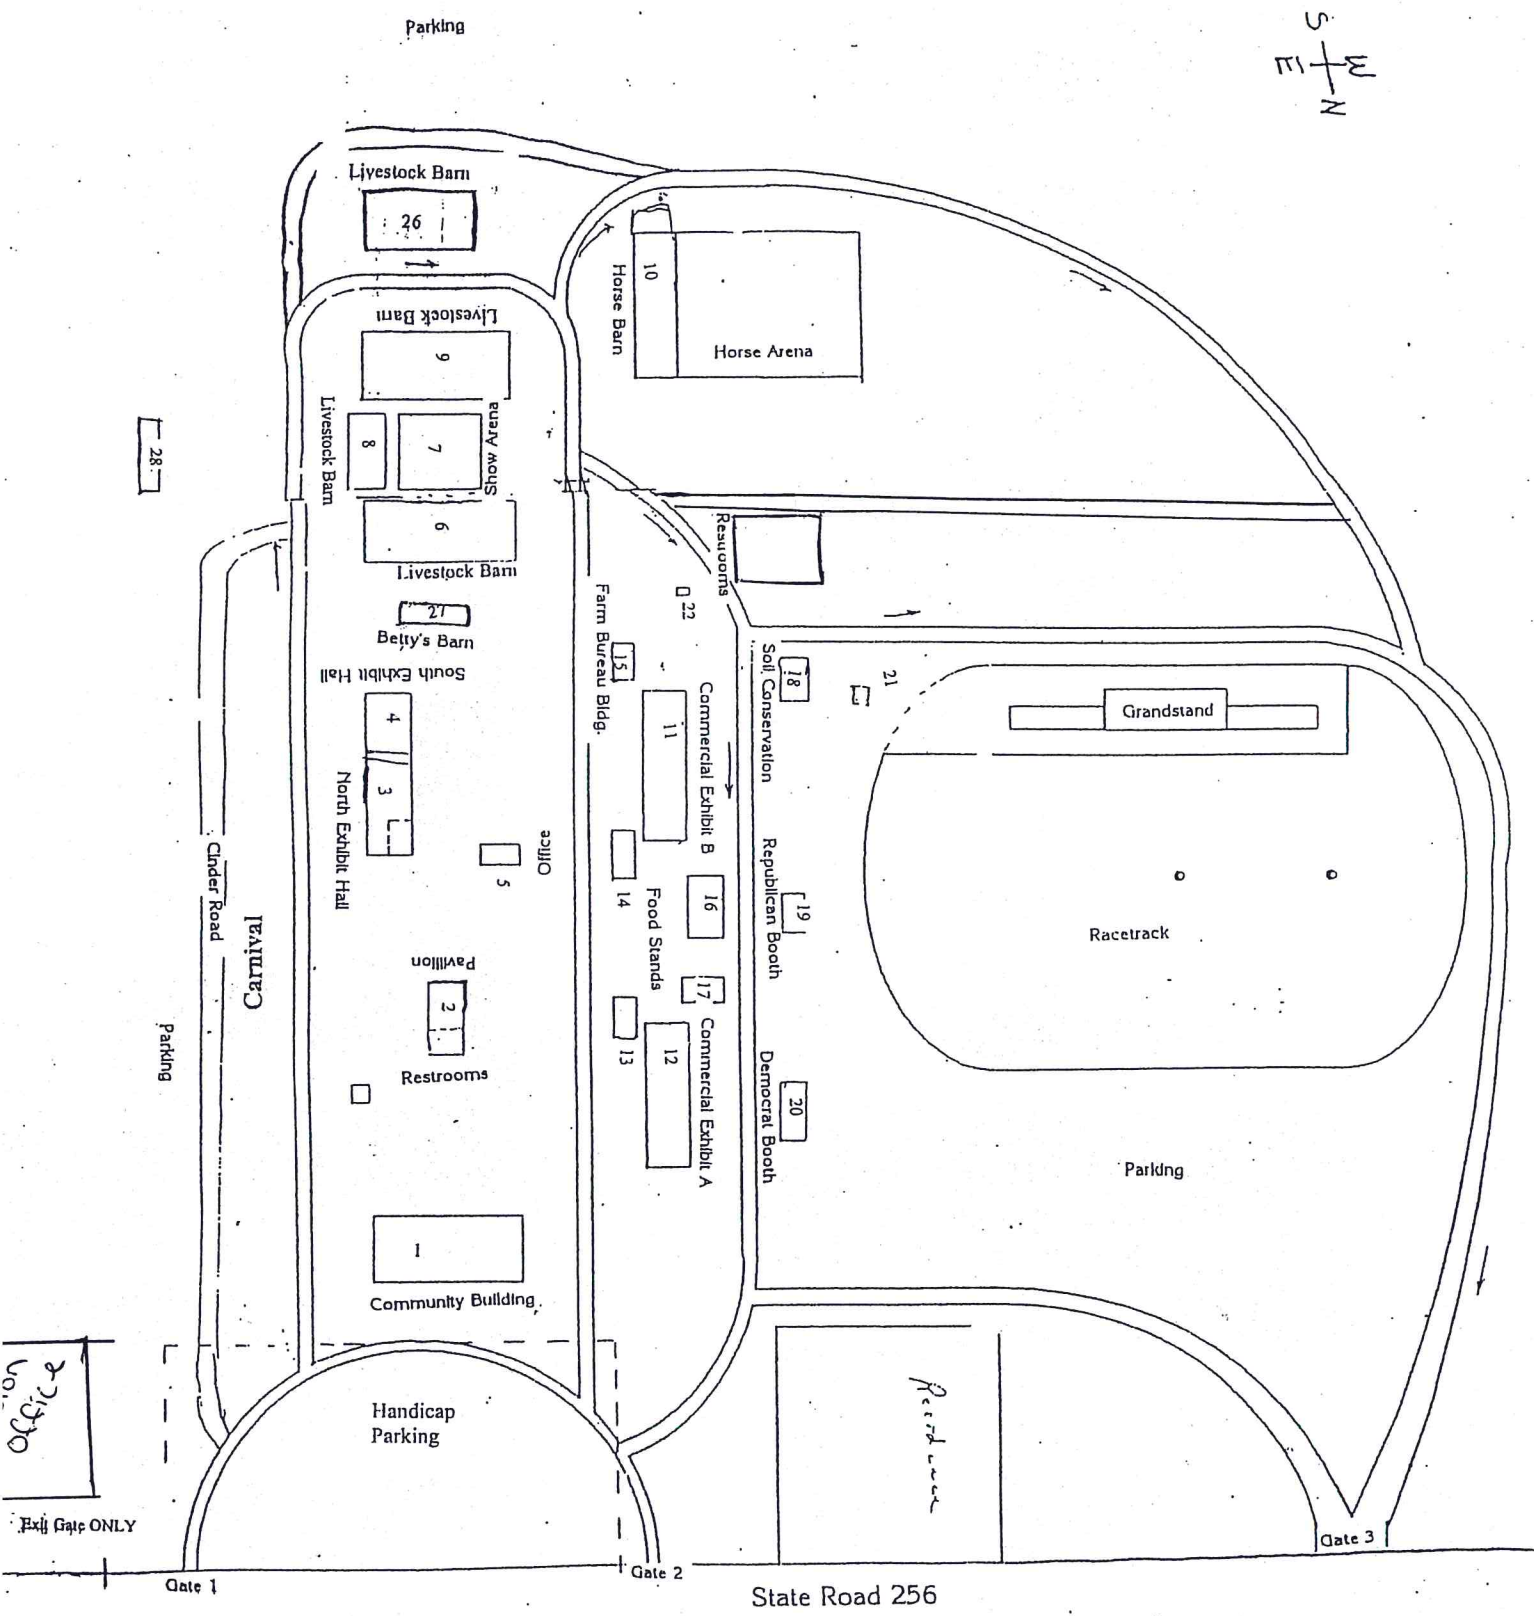 Parking
S
E W
N
Livestock Barn
26
Livestock Barn
9
10
Horse Barn
Horse Arena
Livestock Barn
8
7
Show Arena
28
6
Livestock Barn
Restrooms
27
Betty's Barn
22
Farm Bureau Bldg.
15
South Exhibit Hall
4
3
North Exhibit Hall
11
Commercial Exhibit B
Soil Conservation
18
21
Grandstand
Office
5
14
Food Stands
16
Republican Booth
19
Racetrack
Cinder Road
Carnival
Parking
Pavilion
2
Restrooms
17
13
12
Commercial Exhibit A
Democrat Booth
20
Parking
1
Community Building
Handicap
Parking
Office
Exit Gate ONLY
Gate 1
Gate 2
Gate 3
State Road 256